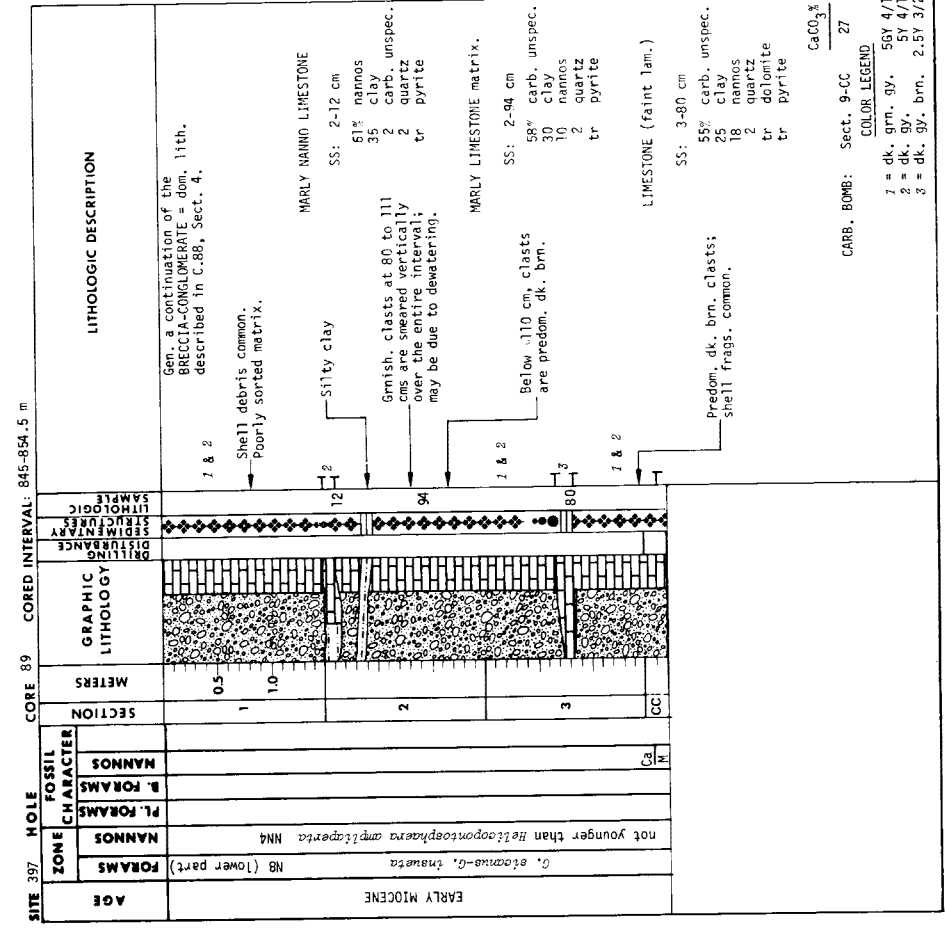 SITE 397 HOLE CORE 89 CORED INTERVAL: 845-854.5 m
AGE
ZONE
FORAMS
NANNOS
FOSSIL
CHARACTER
PL. FORAMS
B. FORAMS
NANNOS
SECTION
METERS
GRAPHIC
LITHOLOGY
DRILLING
DISTURBANCE
SEDIMENTARY
STRUCTURES
LITHOLOGIC
SAMPLE
LITHOLOGIC DESCRIPTION
EARLY MIOCENE
G. sicanus-G. insueta N8 (lower part)
not younger than Helicopontosphaera ampliaperta NN4
Ca
M
1
2
3
CC
0.5
1.0
12
94
80
1 & 2
2
1 & 2
3
1 & 2
Gen. a continuation of the
BRECCIA-CONGLOMERATE = dom. lith.
described in C.88, Sect. 4.
Shell debris common.
Poorly sorted matrix.
Silty clay
MARLY NANNO LIMESTONE
SS: 2-12 cm
61% nannos
35 clay
2 carb. unspec.
2 quartz
tr pyrite
Grnish. clasts at 80 to 111
cms are smeared vertically
over the entire interval;
may be due to dewatering.
MARLY LIMESTONE matrix.
SS: 2-94 cm
58% carb. unspec.
30 clay
10 nannos
2 quartz
tr pyrite
Below ~110 cm, clasts
are predom. dk. brn.
LIMESTONE (faint lam.)
SS: 3-80 cm
55% carb. unspec.
25 clay
18 nannos
2 quartz
tr dolomite
tr pyrite
Predom. dk. brn. clasts;
shell frags. common.
CaCO3%
CARB. BOMB: Sect. 9-CC 27
COLOR LEGEND
1 = dk. grn. gy. 5GY 4/1
2 = dk. gy. 5Y 4/1
3 = dk. gy. brn. 2.5Y 3/2